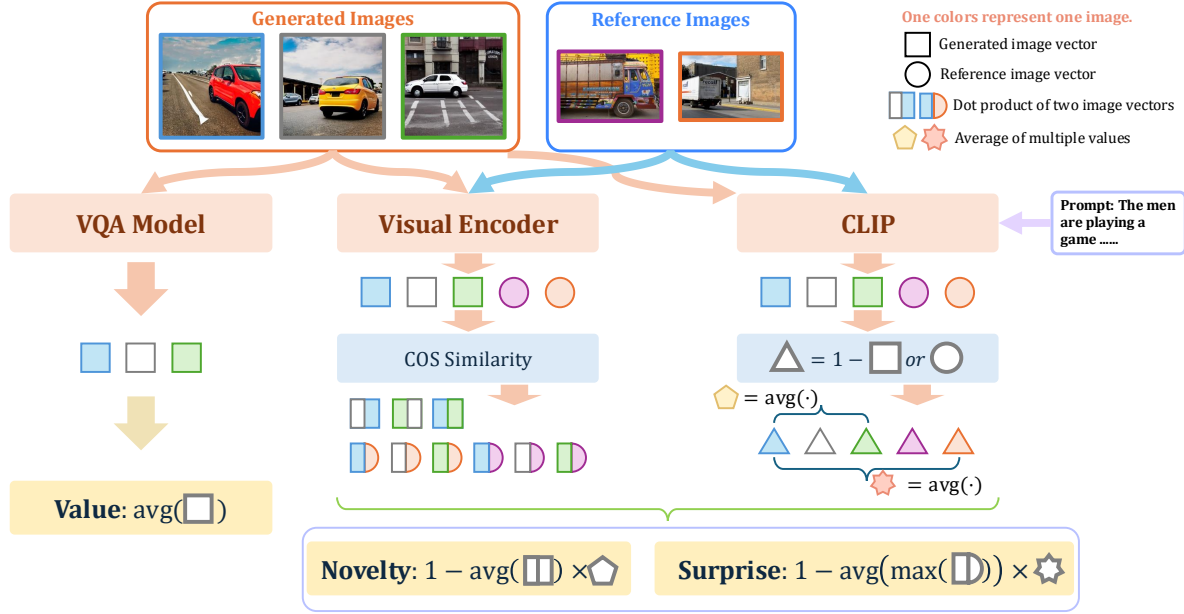 Generated Images
Reference Images
One colors represent one image.
Generated image vector
Reference image vector
Dot product of two image vectors
Average of multiple values
VQA Model
Visual Encoder
CLIP
Prompt: The men
are playing a
game ......
COS Similarity
= 1 − or
= avg(·)
= avg(·)
Value: avg( )
Novelty: 1 − avg( ) ×
Surprise: 1 − avg(max( )) ×